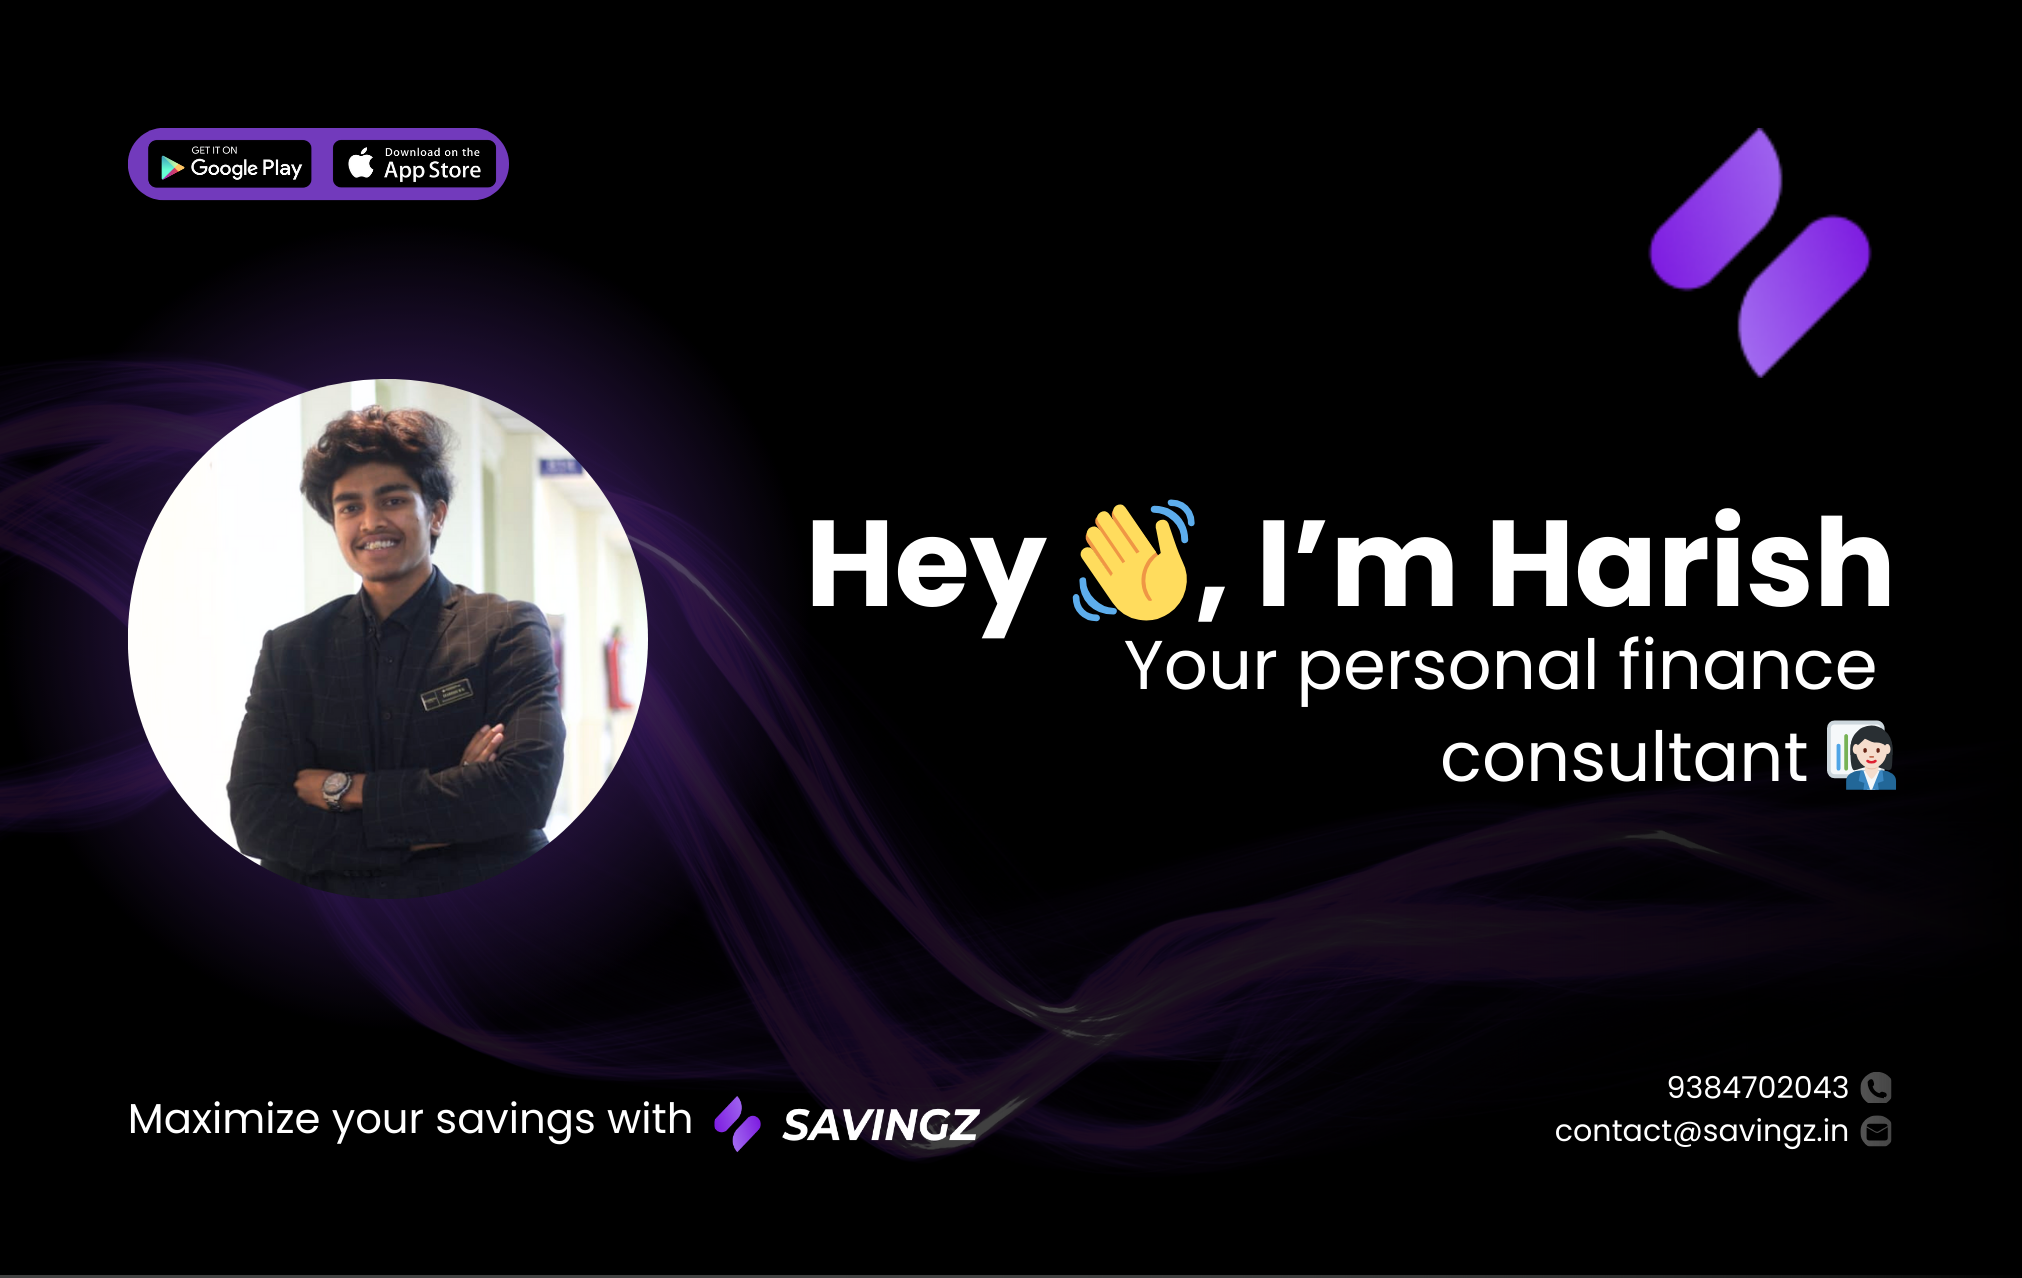 GET IT ON
Google Play
Download on the
App Store
Hey 👋, I’m Harish
Your personal finance
consultant
Maximize your savings with SAVINGZ
9384702043
contact@savingz.in